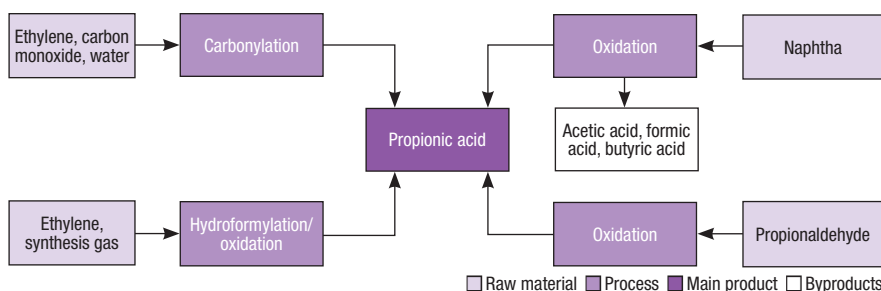 Ethylene, carbon
monoxide, water
Carbonylation
Oxidation
Naphtha
Propionic acid
Acetic acid, formic
acid, butyric acid
Ethylene,
synthesis gas
Hydroformylation/
oxidation
Oxidation
Propionaldehyde
Raw material Process Main product Byproducts